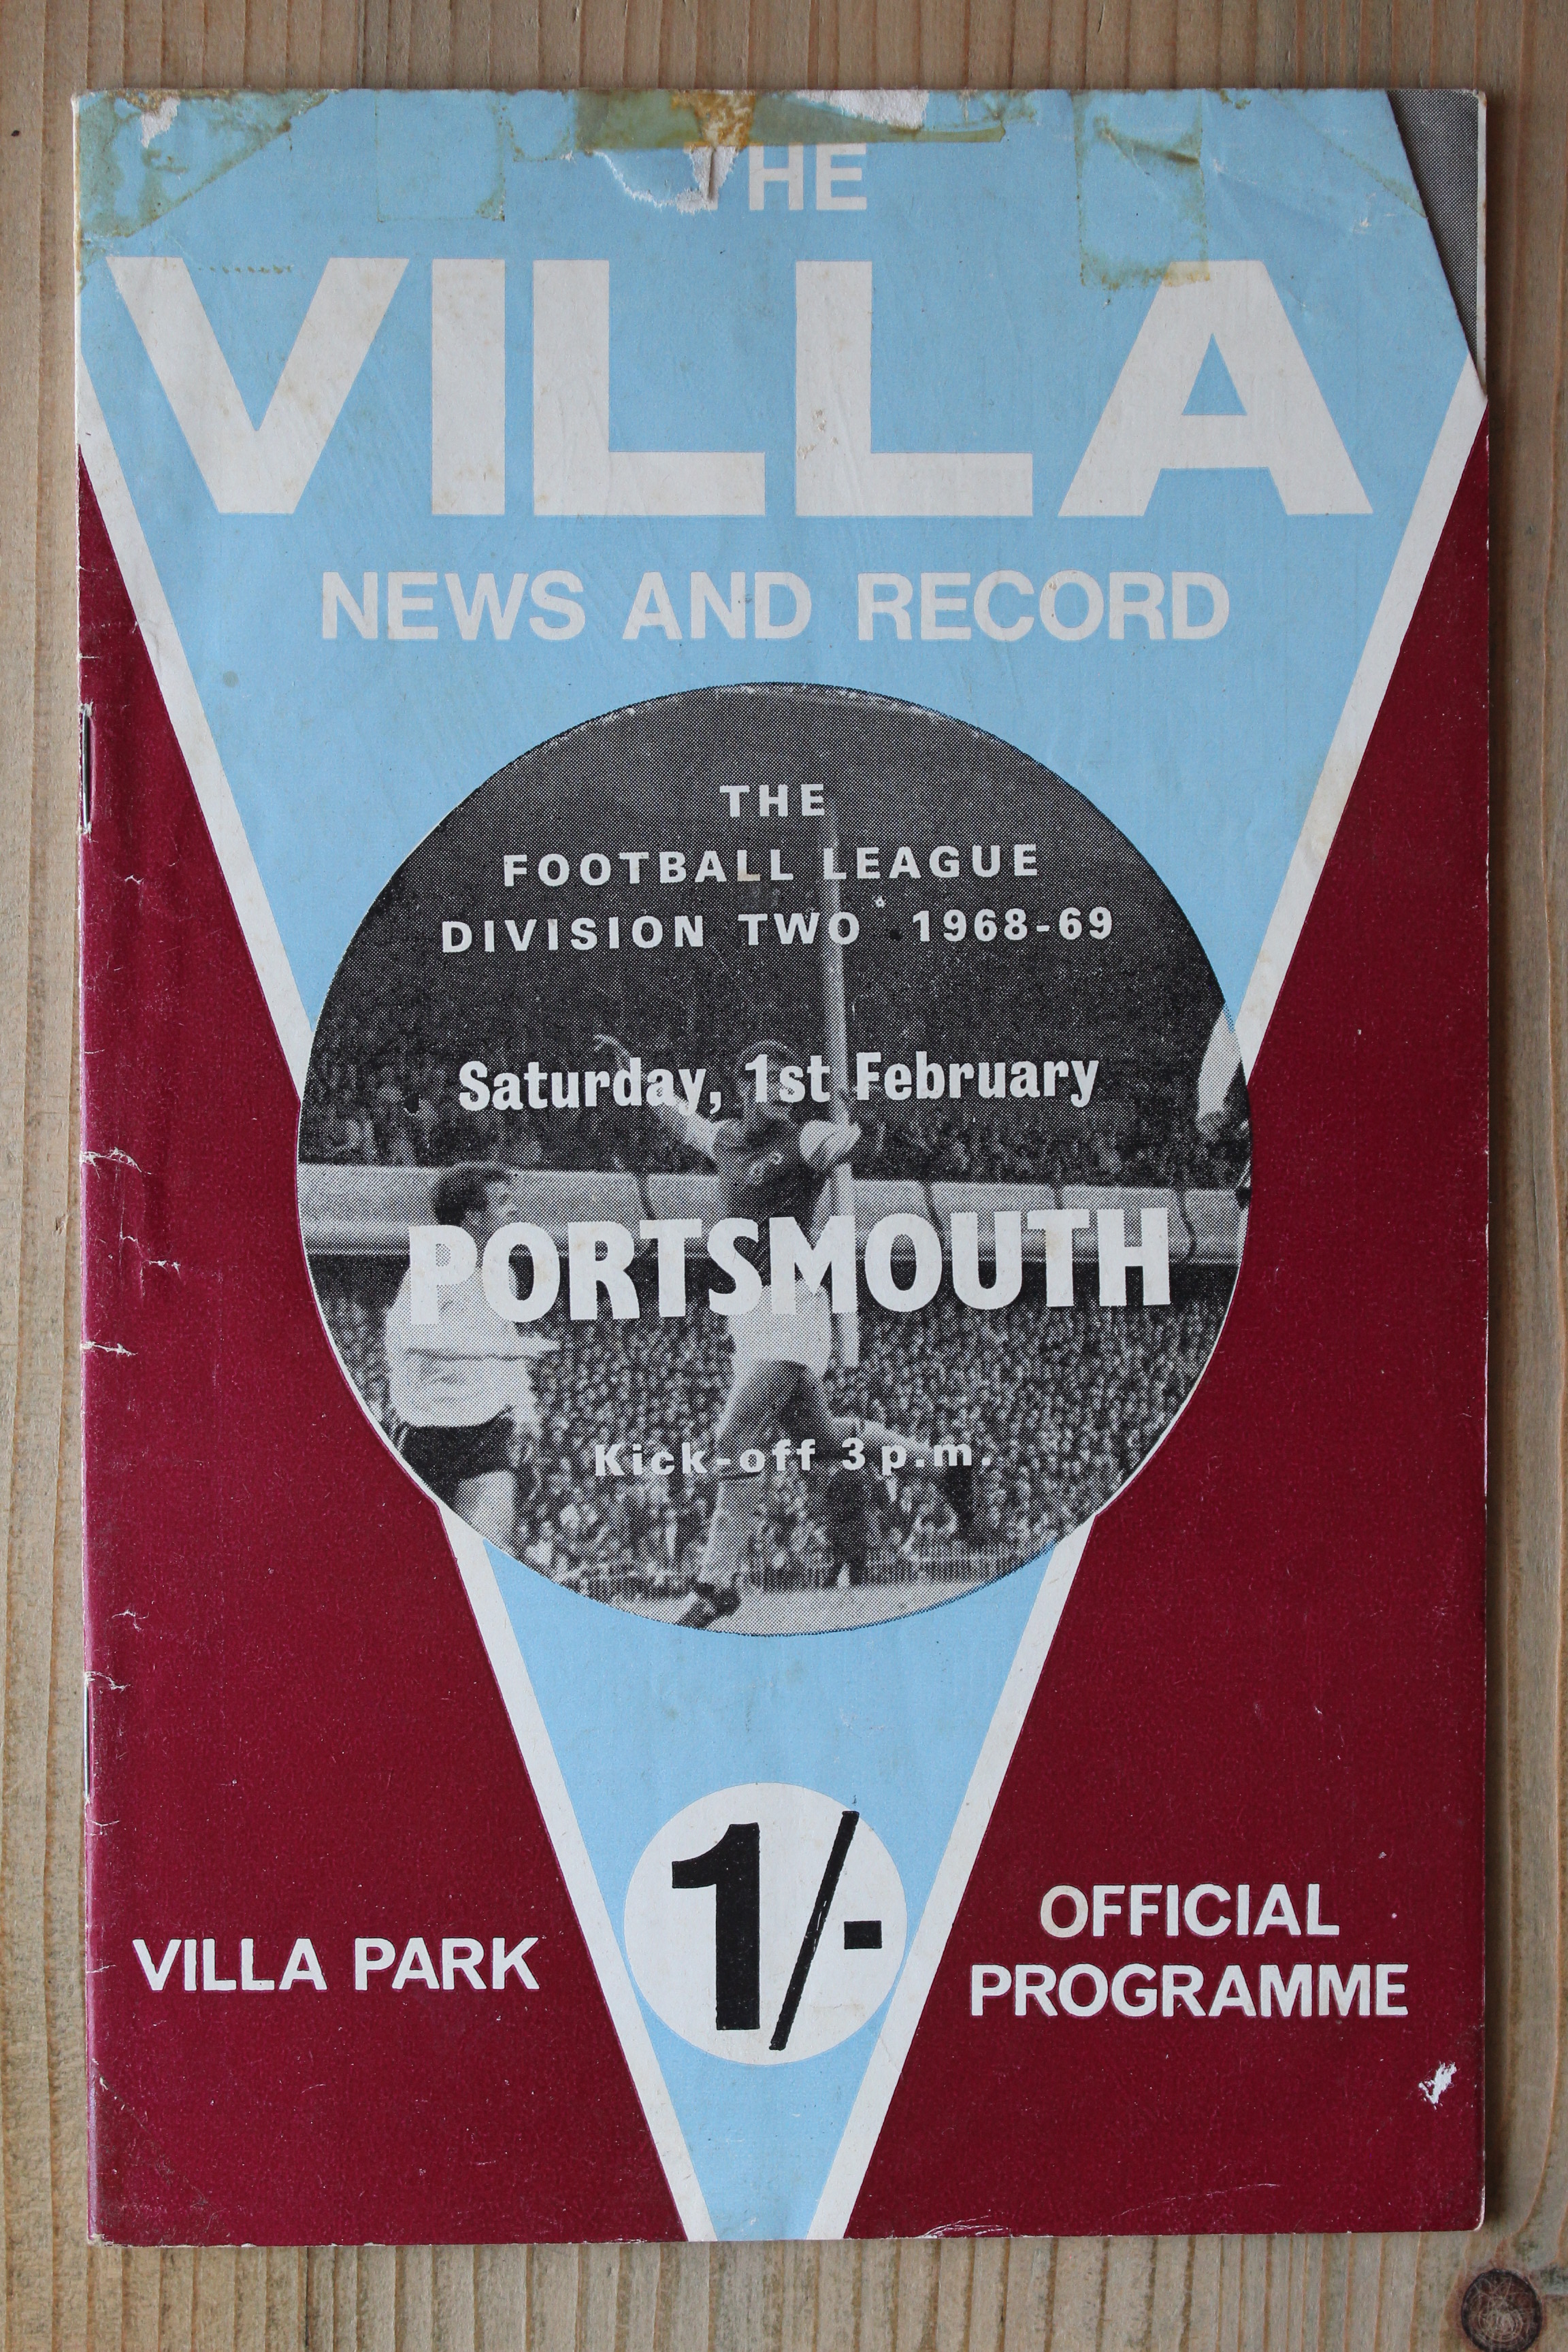 THE
VILLA
NEWS AND RECORD
THE
FOOTBALL LEAGUE
DIVISION TWO 1968-69
Saturday, 1st February
PORTSMOUTH
Kick-off 3 p.m.
1/-
VILLA PARK
OFFICIAL
PROGRAMME